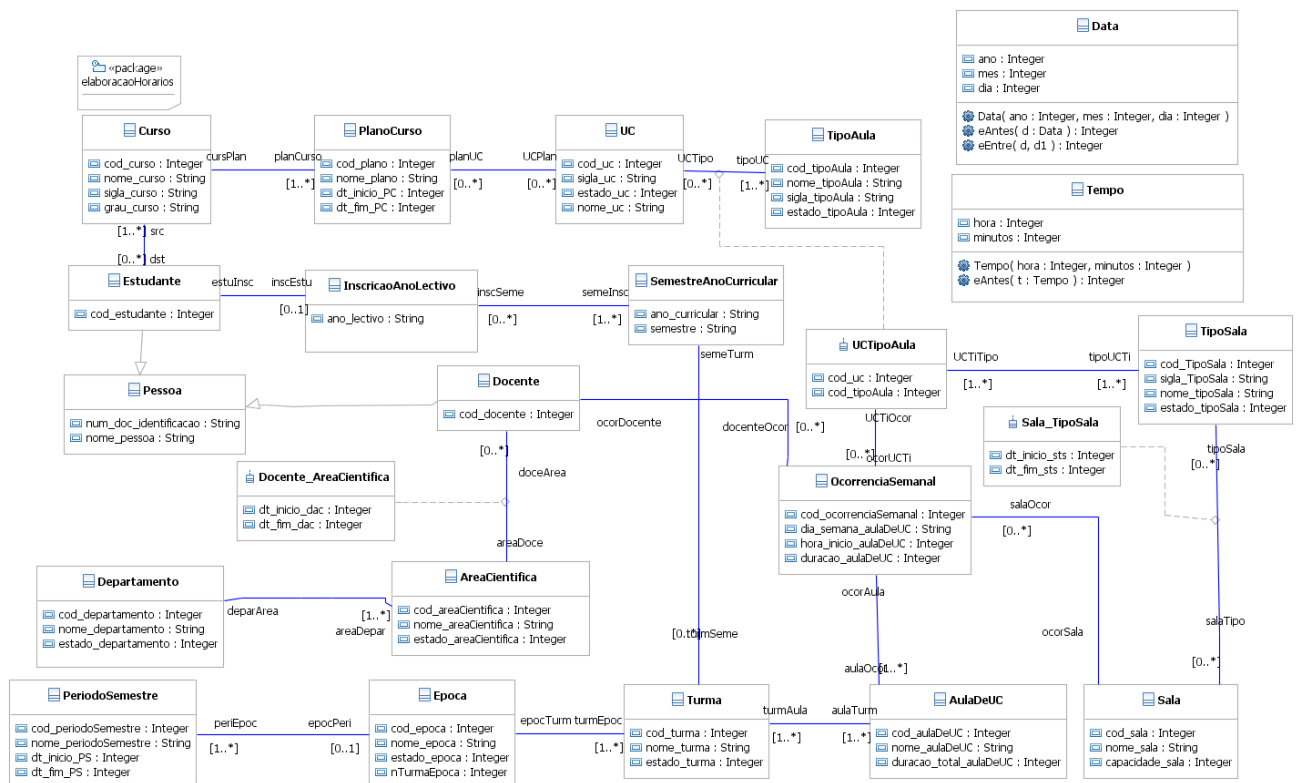 Data
ano : Integer
mes : Integer
dia : Integer
Data( ano : Integer, mes : Integer, dia : Integer )
eAntes( d : Data ) : Integer
eEntre( d, d1 ) : Integer
«package»
elaboracaoHorarios
Curso
cod_curso : Integer
nome_curso : String
sigla_curso : String
grau_curso : String
cursPlan
planCurso
[1..*]
PlanoCurso
cod_plano : Integer
nome_plano : String
dt_inicio_PC : Integer
dt_fim_PC : Integer
planUC
[0..*]
UCPlan
[0..*]
UC
cod_uc : Integer
sigla_uc : String
estado_uc : Integer
nome_uc : String
UCTipo
[0..*]
tipoUC
[1..*]
TipoAula
cod_tipoAula : Integer
nome_tipoAula : String
sigla_tipoAula : String
estado_tipoAula : Integer
Tempo
hora : Integer
minutos : Integer
Tempo( hora : Integer, minutos : Integer )
eAntes( t : Tempo ) : Integer
[1..*] src
[0..*] dst
Estudante
cod_estudante : Integer
estuInsc
inscEstu
[0..1]
InscricaoAnoLectivo
ano_lectivo : String
inscSeme
[0..*]
semeInsc
[1..*]
SemestreAnoCurricular
ano_curricular : String
semestre : String
semeTurm
UCTipoAula
cod_uc : Integer
cod_tipoAula : Integer
UCTiTipo
[1..*]
tipoUCTi
[1..*]
TipoSala
cod_TipoSala : Integer
sigla_TipoSala : String
nome_tipoSala : String
estado_tipoSala : Integer
Pessoa
num_doc_identificacao : String
nome_pessoa : String
Docente
cod_docente : Integer
ocorDocente
docenteOcor
[0..*]
UCTiOcor
[0..*]
ocorUCTi
Sala_TipoSala
dt_inicio_sts : Integer
dt_fim_sts : Integer
tipoSala
[0..*]
[0..*]
doceArea
Docente_AreaCientifica
dt_inicio_dac : Integer
dt_fim_dac : Integer
areaDoce
OcorrenciaSemanal
cod_ocorrenciaSemanal : Integer
dia_semana_aulaDeUC : String
hora_inicio_aulaDeUC : Integer
duracao_aulaDeUC : Integer
salaOcor
[0..*]
Departamento
cod_departamento : Integer
nome_departamento : String
estado_departamento : Integer
deparArea
[1..*]
areaDepar
AreaCientifica
cod_areaCientifica : Integer
nome_areaCientifica : String
estado_areaCientifica : Integer
ocorAula
[0..*]
turmSeme
ocorSala
salaTipo
aulaOcor
[1..*]
[0..*]
PeriodoSemestre
cod_periodoSemestre : Integer
nome_periodoSemestre : String
dt_inicio_PS : Integer
dt_fim_PS : Integer
periEpoc
[1..*]
epocPeri
[0..1]
Epoca
cod_epoca : Integer
nome_epoca : String
estado_epoca : Integer
nTurmaEpoca : Integer
epocTurm
turmEpoc
[1..*]
Turma
cod_turma : Integer
nome_turma : String
estado_turma : Integer
turmAula
[1..*]
aulaTurm
[1..*]
AulaDeUC
cod_aulaDeUC : Integer
nome_aulaDeUC : String
duracao_total_aulaDeUC : Integer
Sala
cod_sala : Integer
nome_sala : String
capacidade_sala : Integer